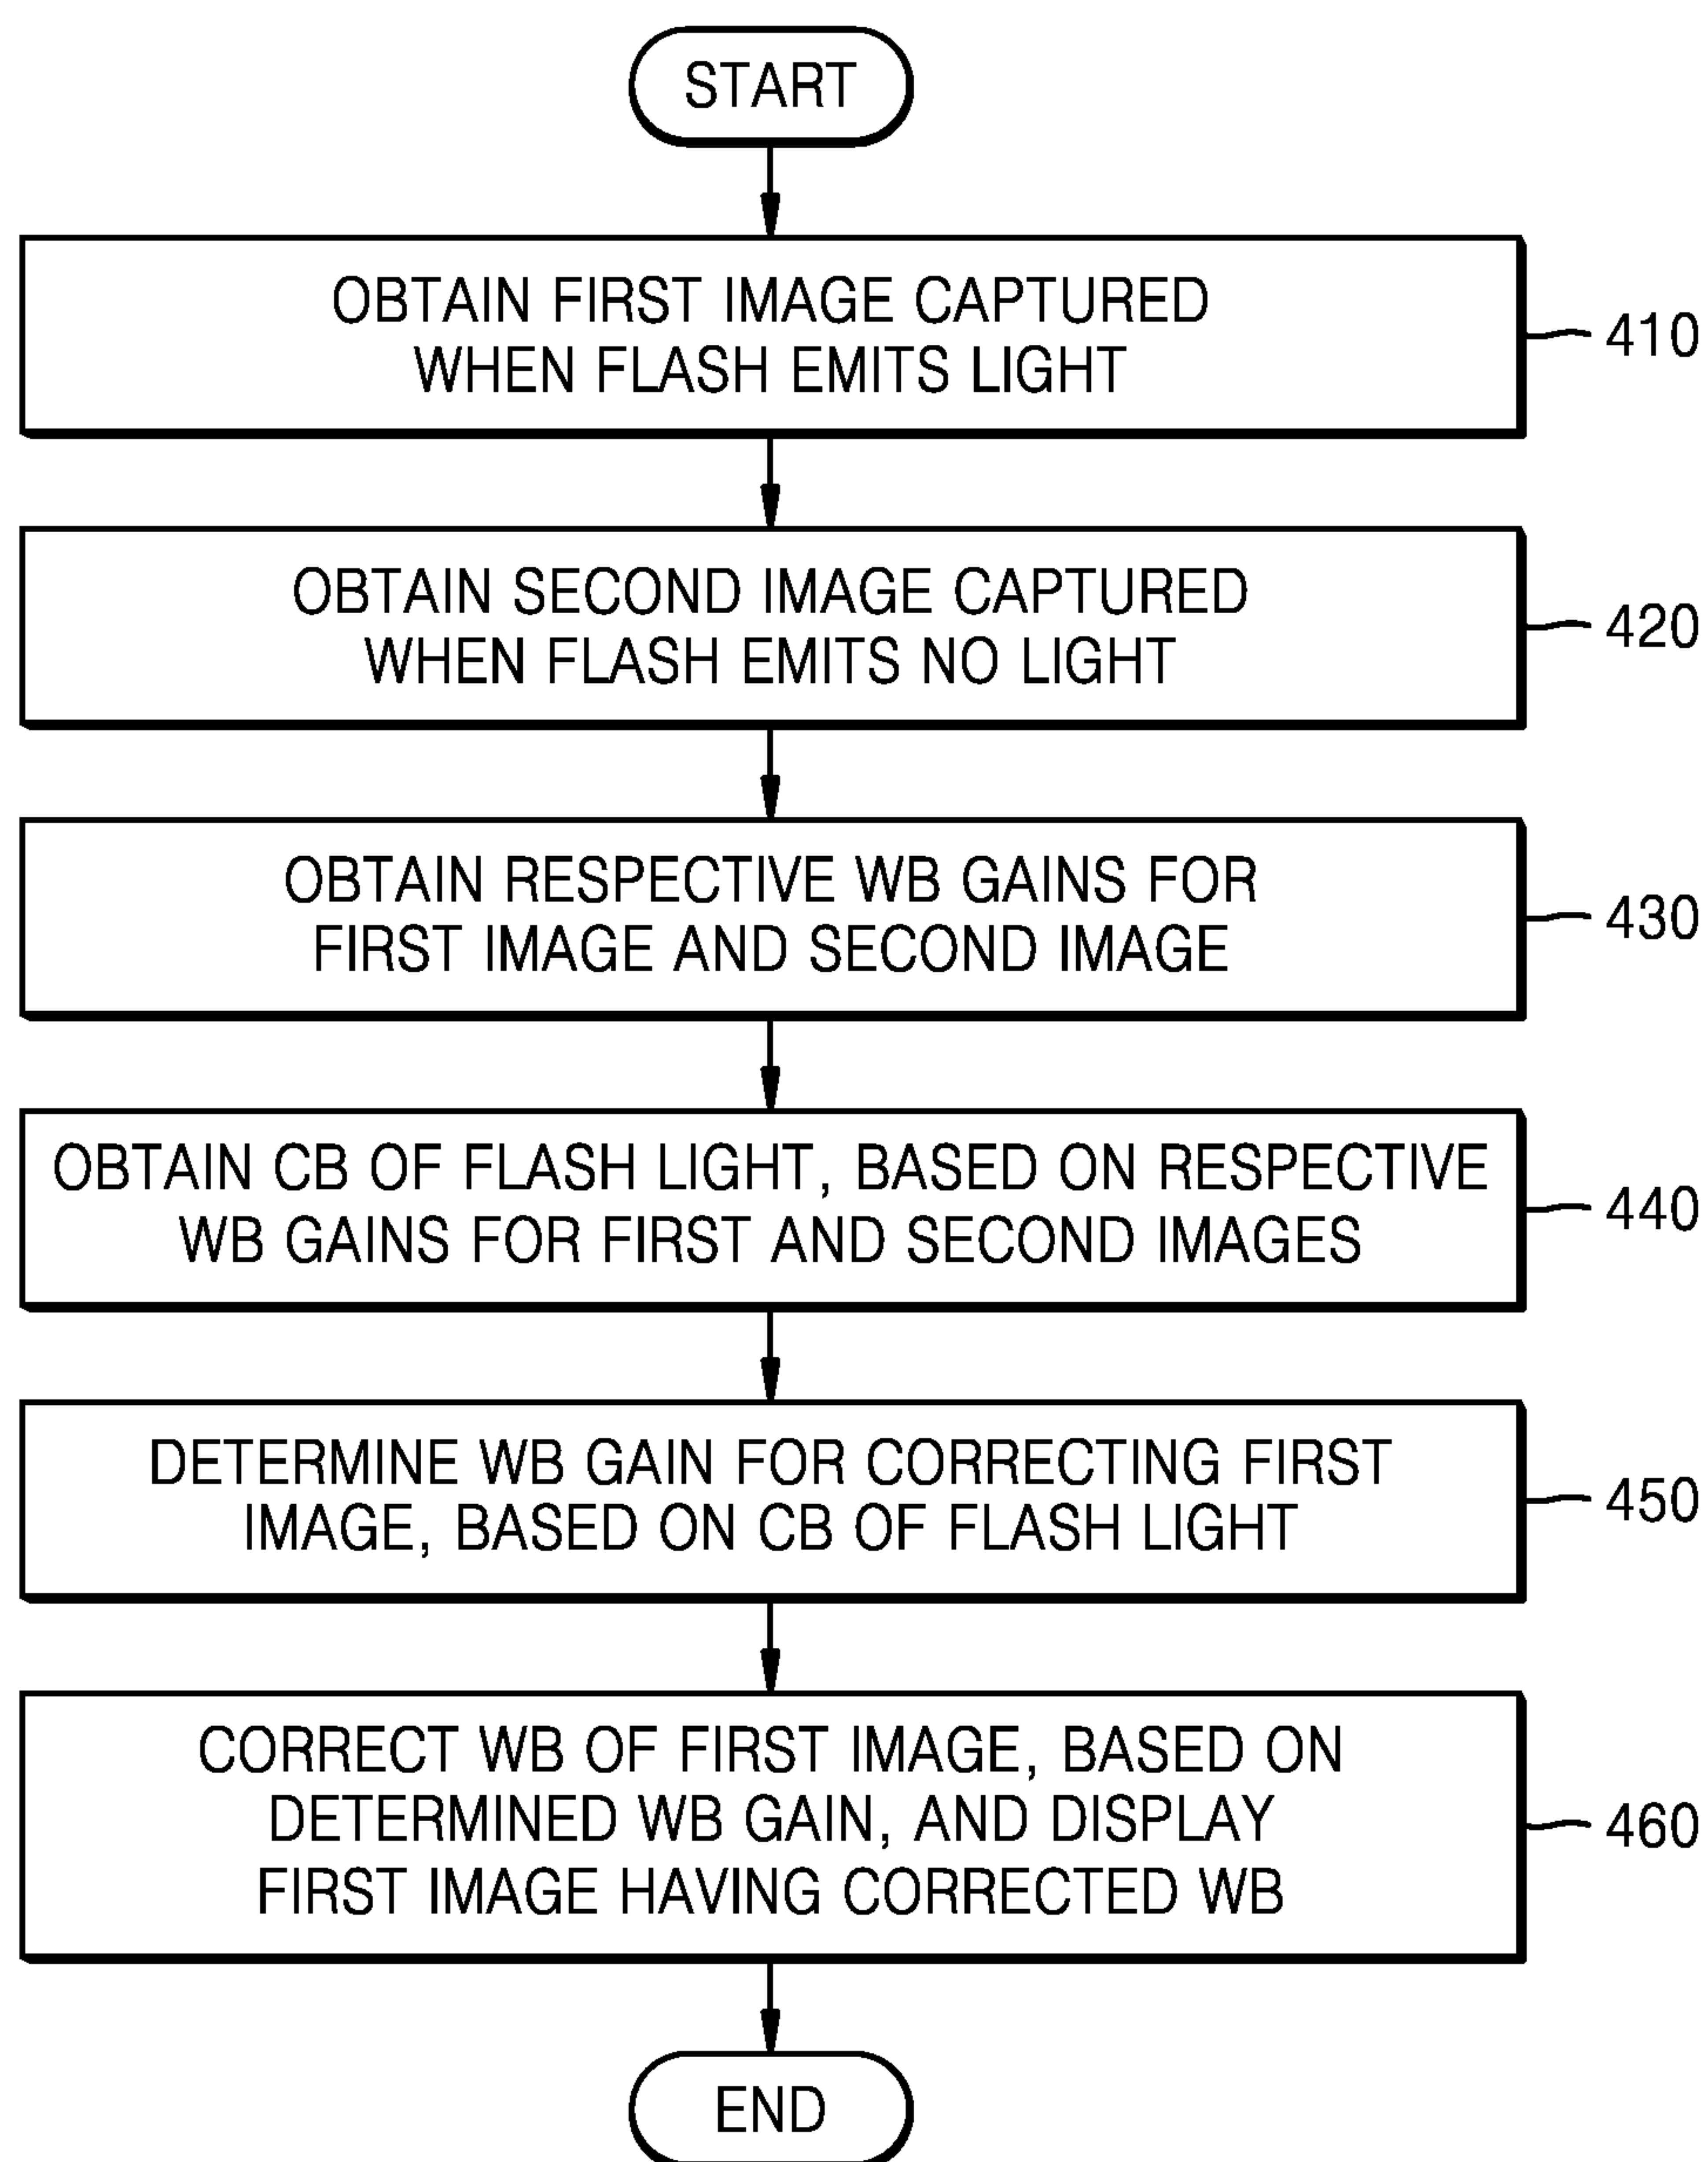 START
OBTAIN FIRST IMAGE CAPTURED
WHEN FLASH EMITS LIGHT
410
OBTAIN SECOND IMAGE CAPTURED
WHEN FLASH EMITS NO LIGHT
420
OBTAIN RESPECTIVE WB GAINS FOR
FIRST IMAGE AND SECOND IMAGE
430
OBTAIN CB OF FLASH LIGHT, BASED ON RESPECTIVE
WB GAINS FOR FIRST AND SECOND IMAGES
440
DETERMINE WB GAIN FOR CORRECTING FIRST
IMAGE, BASED ON CB OF FLASH LIGHT
450
CORRECT WB OF FIRST IMAGE, BASED ON
DETERMINED WB GAIN, AND DISPLAY
FIRST IMAGE HAVING CORRECTED WB
460
END